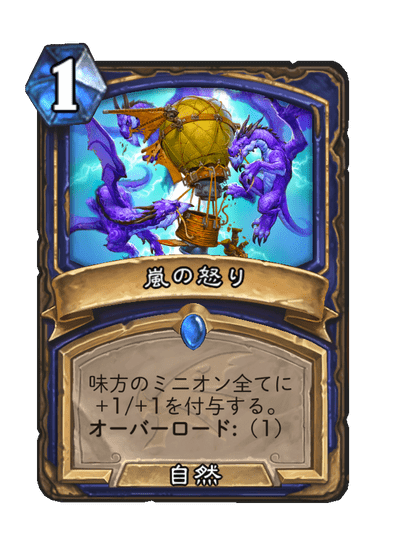 1
嵐の怒り
味方のミニオン全てに
+1/+1を付与する。
オーバーロード:（1）
自然